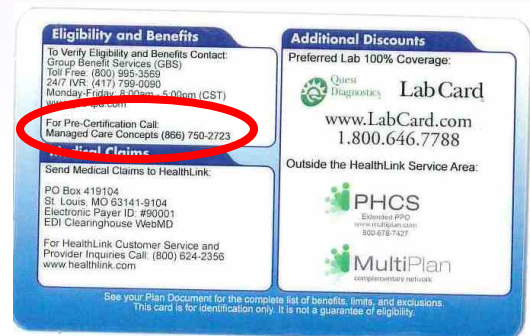 Eligibility and Benefits
To Verify Eligibility and Benefits Contact:
Group Benefit Services (GBS)
Toll Free: (800) 995-3569
24/7 IVR: (417) 799-0090
Monday-Friday: 8:00am - 5:00pm (CST)
For Pre-Certification Call:
Managed Care Concepts (866) 750-2723
Medical Claims
Send Medical Claims to HealthLink:
PO Box 419104
St. Louis, MO 63141-9104
Electronic Payer ID: #90001
EDI Clearinghouse WebMD
For HealthLink Customer Service and
Provider Inquiries Call: (800) 624-2356
www.healthlink.com
Additional Discounts
Preferred Lab 100% Coverage:
Quest
Diagnostics
LabCard
www.LabCard.com
1.800.646.7788
Outside the HealthLink Service Area:
PHCS
Extended PPO
www.multiplan.com
800-678-7427
MultiPlan
complementary network
See your Plan Document for the complete list of benefits, limits, and exclusions.
This card is for identification only. It is not a guarantee of eligibility.